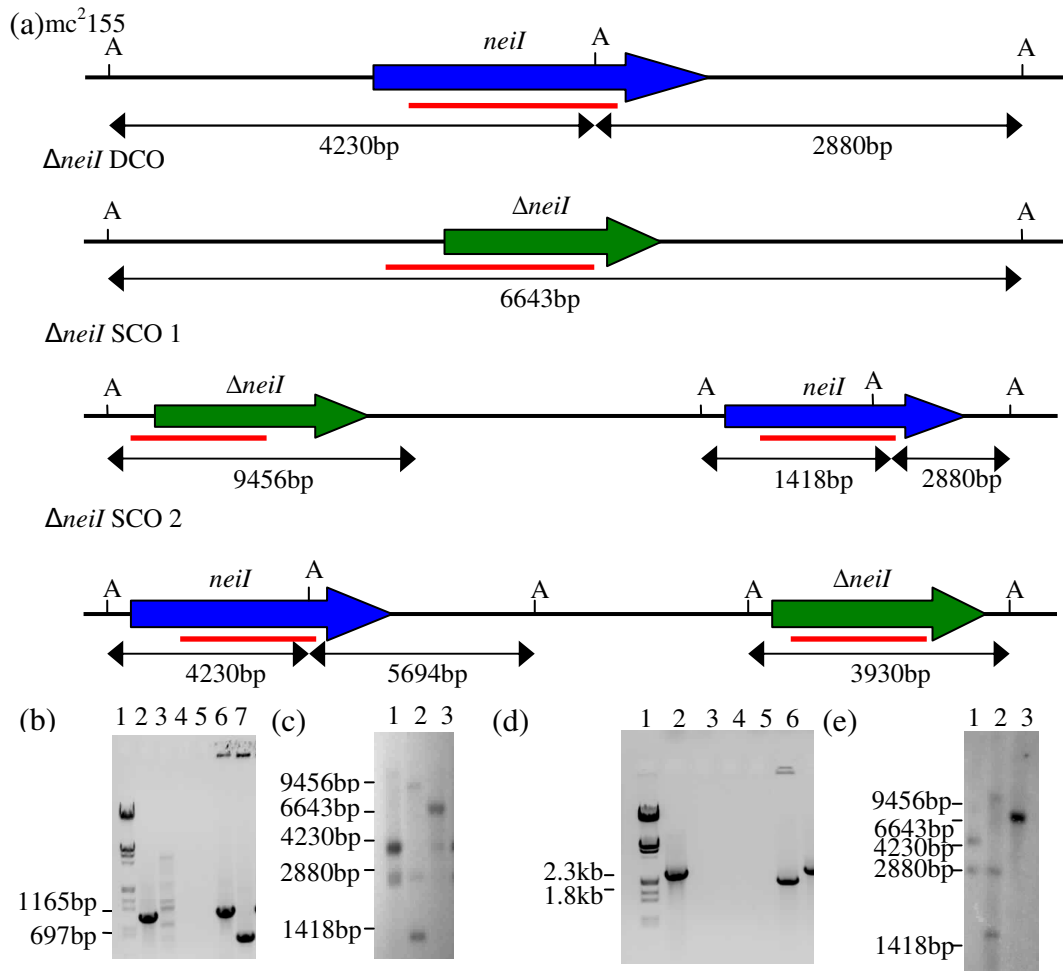 (a)mc²155
A neiI A A
4230bp 2880bp
ΔneiI DCO
A ΔneiI A
6643bp
ΔneiI SCO 1
A ΔneiI A neiI A A
9456bp 1418bp 2880bp
ΔneiI SCO 2
A neiI A A A ΔneiI A
4230bp 5694bp 3930bp
(b) 1 2 3 4 5 6 7
1165bp
697bp
(c) 1 2 3
9456bp
6643bp
4230bp
2880bp
1418bp
(d) 1 2 3 4 5 6
2.3kb
1.8kb
(e) 1 2 3
9456bp
6643bp
4230bp
2880bp
1418bp